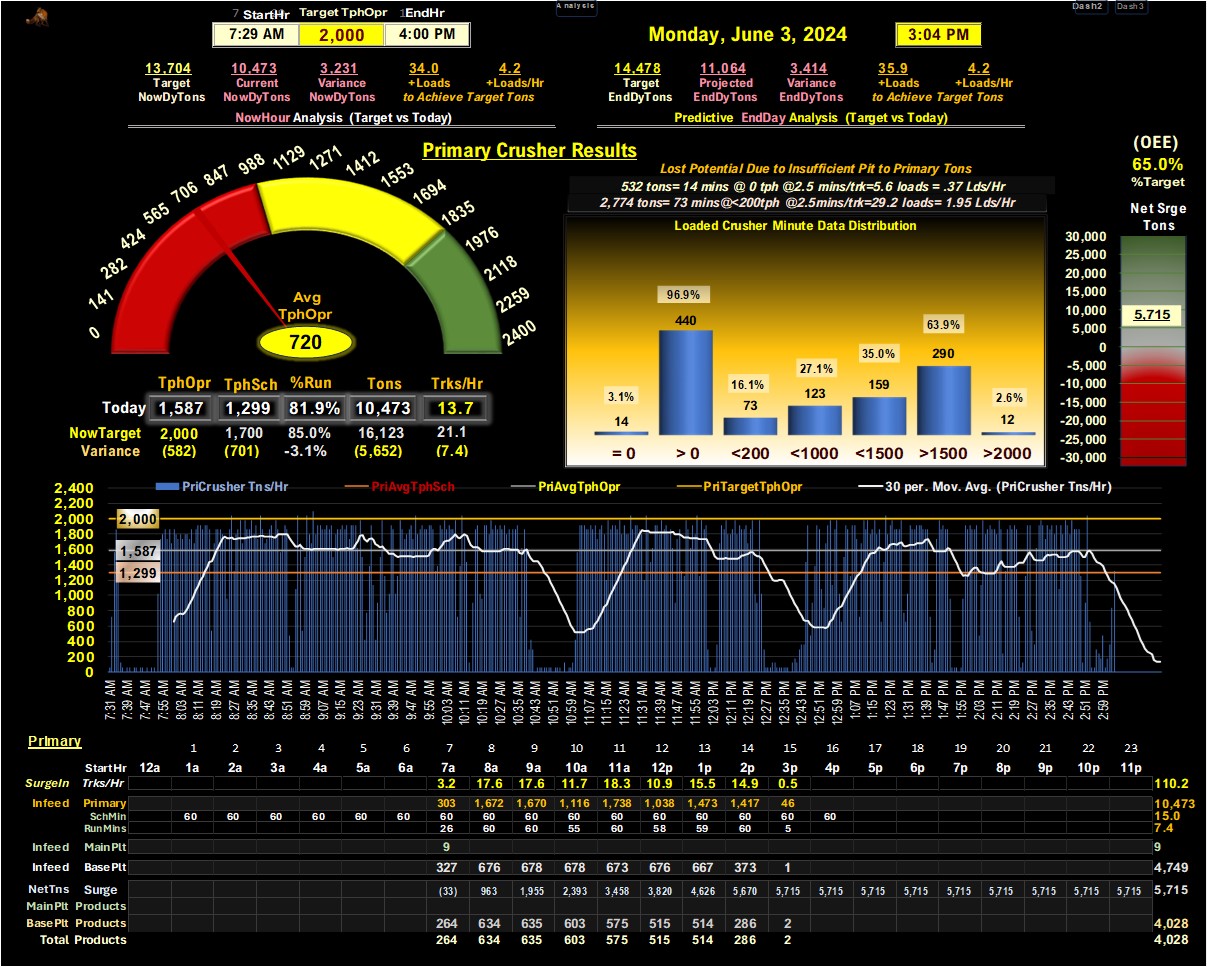 Analysis
Dash2 Dash3
7 StartHr Target TphOpr 1EndHr
7:29 AM 2,000 4:00 PM
Monday, June 3, 2024 3:04 PM
13,704 10,473 3,231 34.0 4.2
Target Current Variance +Loads +Loads/Hr
NowDyTons NowDyTons NowDyTons to Achieve Target Tons
NowHour Analysis (Target vs Today)
14,478 11,064 3,414 35.9 4.2
Target Projected Variance +Loads +Loads/Hr
EndDyTons EndDyTons EndDyTons to Achieve Target Tons
Predictive EndDay Analysis (Target vs Today)
Primary Crusher Results
(OEE)
65.0%
%Target
Net Srge
Tons
30,000
25,000
20,000
15,000
10,000
5,715
5,000
0
-5,000
-10,000
-15,000
-20,000
-25,000
-30,000
0 141 282 424 565 706 847 988 1129 1271 1412 1553 1694 1835 1976 2118 2259 2400
Avg
TphOpr
720
Lost Potential Due to Insufficient Pit to Primary Tons
532 tons= 14 mins @ 0 tph @2.5 mins/trk=5.6 loads = .37 Lds/Hr
2,774 tons= 73 mins@<200tph @2.5mins/trk=29.2 loads= 1.95 Lds/Hr
Loaded Crusher Minute Data Distribution
3.1% 96.9% 16.1% 27.1% 35.0% 63.9% 2.6%
14 440 73 123 159 290 12
= 0 > 0 <200 <1000 <1500 >1500 >2000
TphOpr TphSch %Run Tons Trks/Hr
Today 1,587 1,299 81.9% 10,473 13.7
NowTarget 2,000 1,700 85.0% 16,123 21.1
Variance (582) (701) -3.1% (5,652) (7.4)
PriCrusher Tns/Hr PriAvgTphSch PriAvgTphOpr PriTargetTphOpr 30 per. Mov. Avg. (PriCrusher Tns/Hr)
2,400
2,200
2,000 2,000
1,800
1,600 1,587
1,400 1,299
1,200
1,000
800
600
400
200
0
7:31 AM 7:39 AM 7:47 AM 7:55 AM 8:03 AM 8:11 AM 8:19 AM 8:27 AM 8:35 AM 8:43 AM 8:51 AM 8:59 AM 9:07 AM 9:15 AM 9:23 AM 9:31 AM 9:39 AM 9:47 AM 9:55 AM 10:03 AM 10:11 AM 10:19 AM 10:27 AM 10:35 AM 10:43 AM 10:51 AM 10:59 AM 11:07 AM 11:15 AM 11:23 AM 11:31 AM 11:39 AM 11:47 AM 11:55 AM 12:03 PM 12:11 PM 12:19 PM 12:27 PM 12:35 PM 12:43 PM 12:51 PM 12:59 PM 1:07 PM 1:15 PM 1:23 PM 1:31 PM 1:39 PM 1:47 PM 1:55 PM 2:03 PM 2:11 PM 2:19 PM 2:27 PM 2:35 PM 2:43 PM 2:51 PM 2:59 PM
Primary
1 2 3 4 5 6 7 8 9 10 11 12 13 14 15 16 17 18 19 20 21 22 23
StartHr 12a 1a 2a 3a 4a 5a 6a 7a 8a 9a 10a 11a 12p 1p 2p 3p 4p 5p 6p 7p 8p 9p 10p 11p
SurgeIn Trks/Hr 3.2 17.6 17.6 11.7 18.3 10.9 15.5 14.9 0.5 110.2
Infeed Primary 303 1,672 1,670 1,116 1,738 1,038 1,473 1,417 46 10,473
SchMin 60 60 60 60 60 60 60 60 60 60 60 60 60 60 60 60 15.0
RunMins 26 60 60 55 60 58 59 60 5 7.4
Infeed MainPlt 9 9
Infeed BasePlt 327 676 678 678 673 676 667 373 1 4,749
NetTns Surge (33) 963 1,955 2,393 3,458 3,820 4,626 5,670 5,715 5,715 5,715 5,715 5,715 5,715 5,715 5,715 5,715 5,715
MainPlt Products
BasePlt Products 264 634 635 603 575 515 514 286 2 4,028
Total Products 264 634 635 603 575 515 514 286 2 4,028